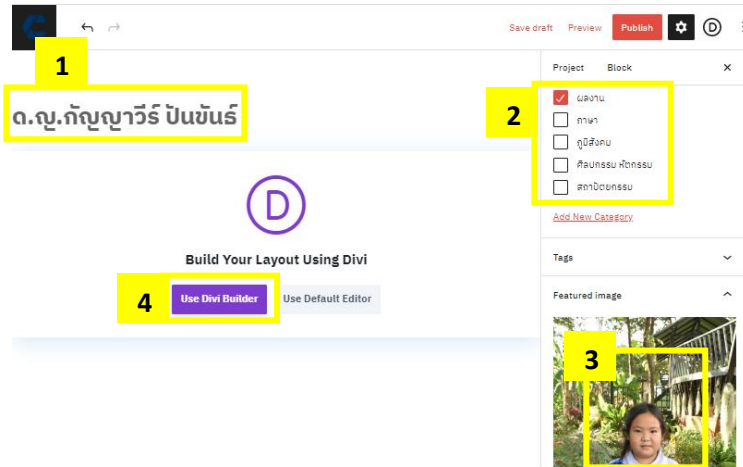 Save draft Preview Publish
1
Project Block
ด.ญ.กัญญาวีร์ ปันขันธ์
2
ผลงาน
ภาษา
ภูมิสังคม
ศิลปกรรม หัตกรรม
สถาปัตยกรรม
Add New Category
D
Build Your Layout Using Divi
Tags
4
Use Divi Builder Use Default Editor
Featured image
3